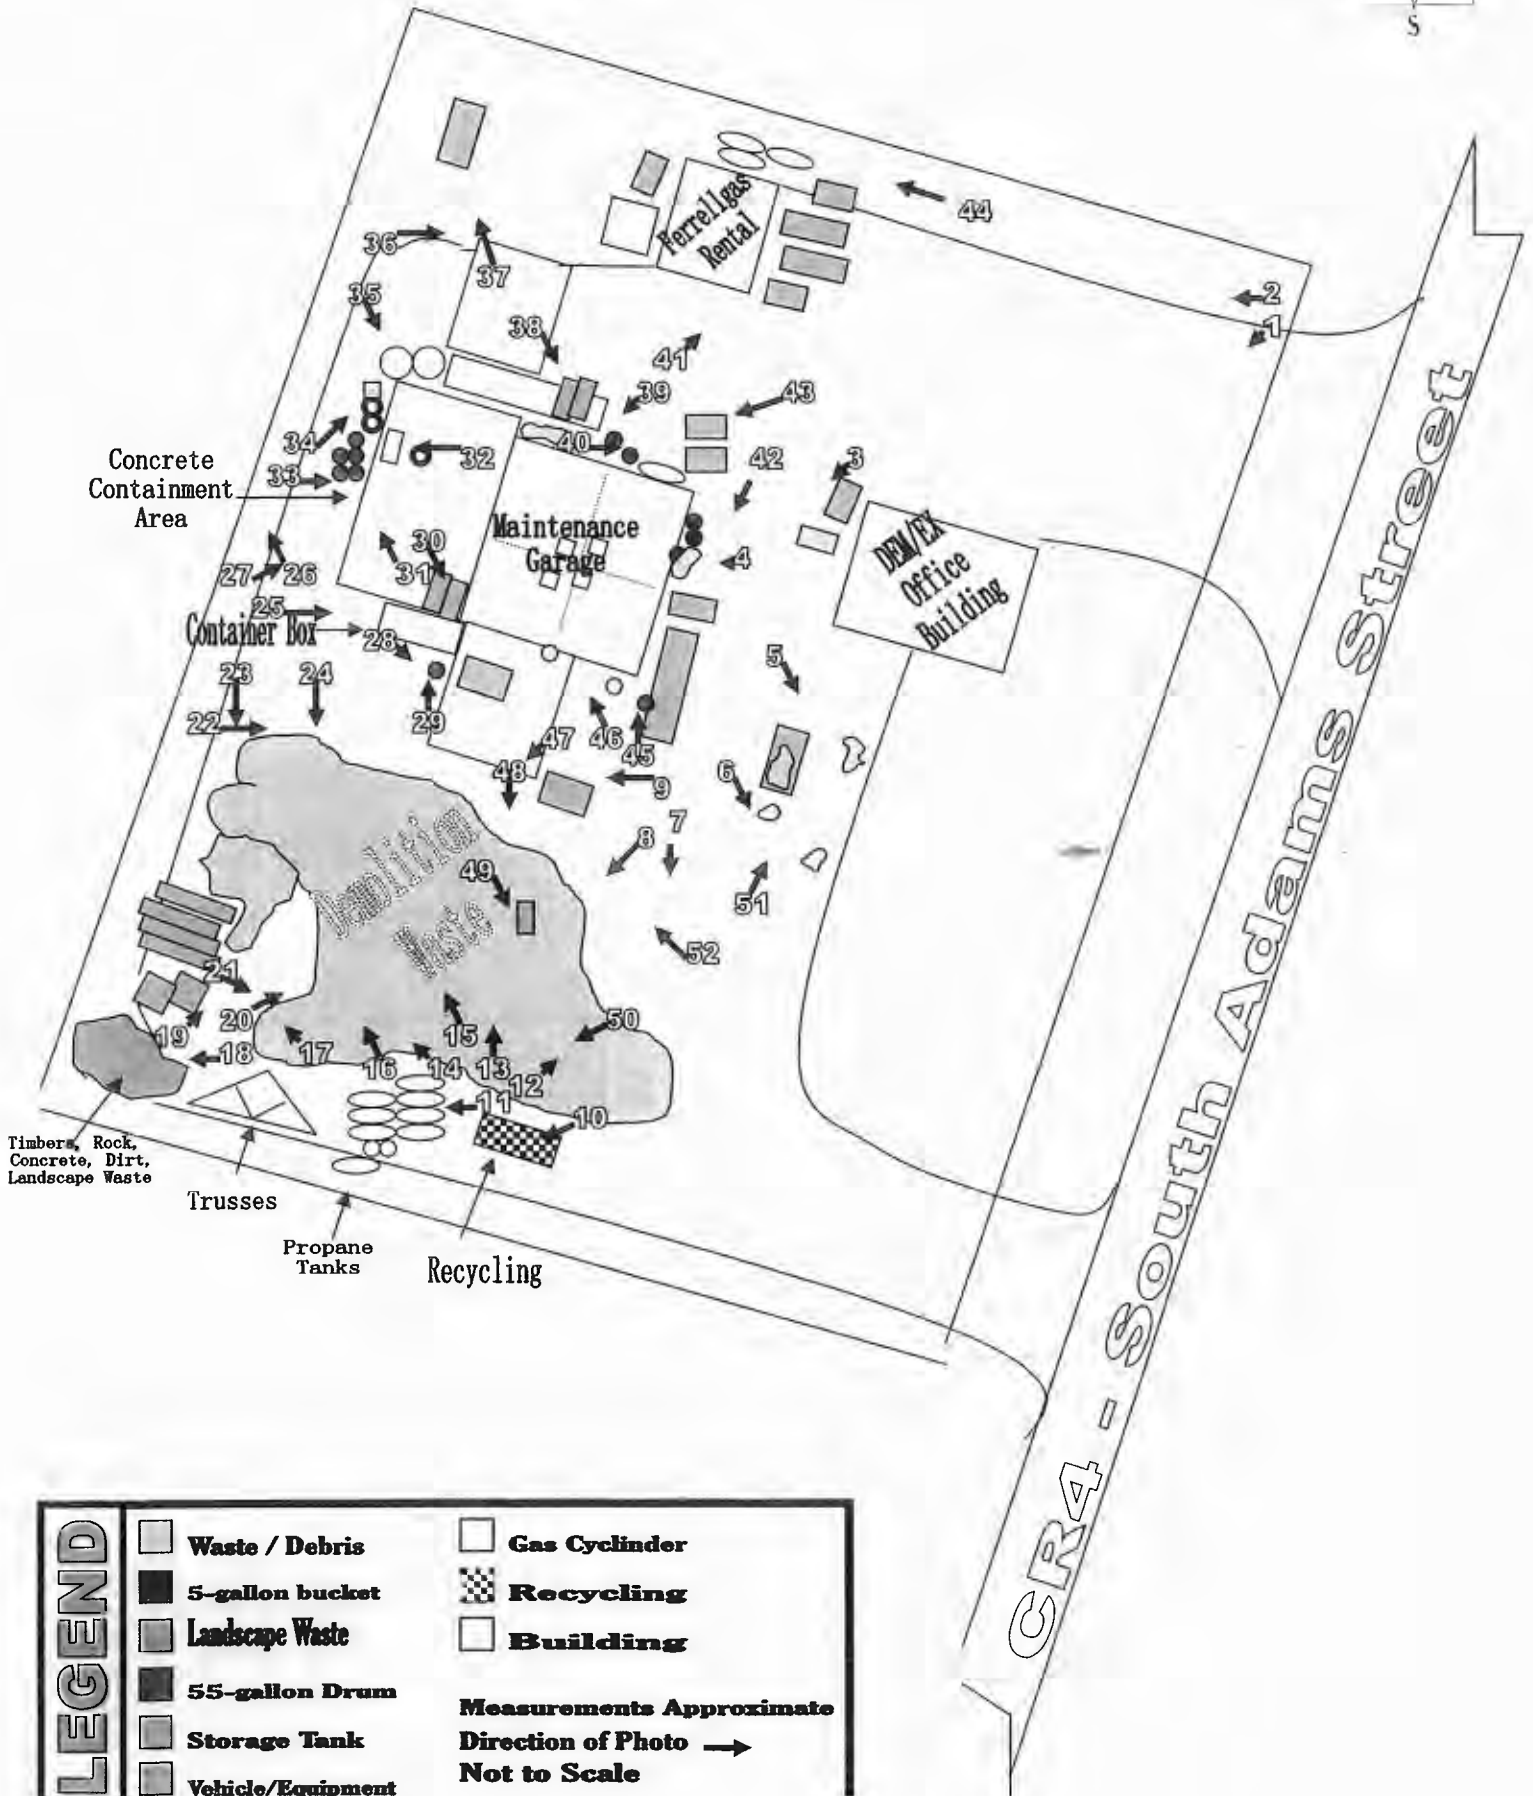 S
44
Ferrellgas
Rental
36
37
2
1
35
38
41
39
43
34
40
32
42
3
Concrete
Containment
Area
33
Maintenance
Garage
30
31
4
DEM/EX
Office
Building
27
26
25
Container Box
28
5
23
24
22
29
47
46
45
48
9
6
7
8
Demolition
Waste
49
51
52
21
20
19
18
17
16
15
14
13
12
50
11
10
Timbers, Rock,
Concrete, Dirt,
Landscape Waste
Trusses
Propane
Tanks
Recycling
CR4 - South Adams Street
LEGEND
Waste / Debris
5-gallon bucket
Landscape Waste
55-gallon Drum
Storage Tank
Vehicle/Equipment
Gas Cyclinder
Recycling
Building
Measurements Approximate
Direction of Photo
Not to Scale